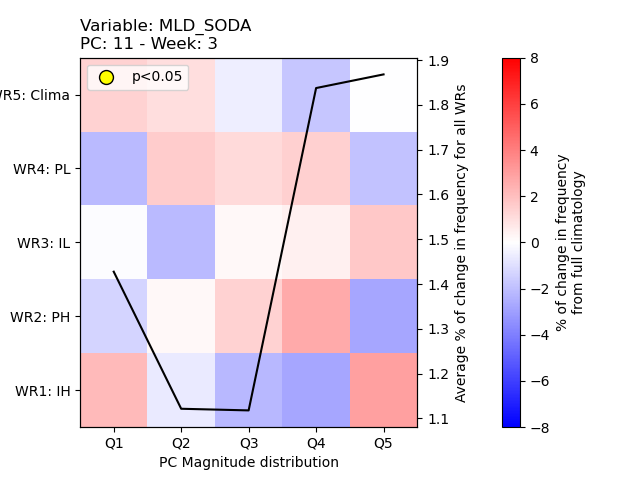 Variable: MLD_SODA
PC: 11 - Week: 3
p<0.05
WR5: Clima
WR4: PL
WR3: IL
WR2: PH
WR1: IH
Q1 Q2 Q3 Q4 Q5
PC Magnitude distribution
1.9
1.8
1.7
1.6
1.5
1.4
1.3
1.2
1.1
Average % of change in frequency for all WRs
8
6
4
2
0
−2
−4
−6
−8
% of change in frequency
from full climatology